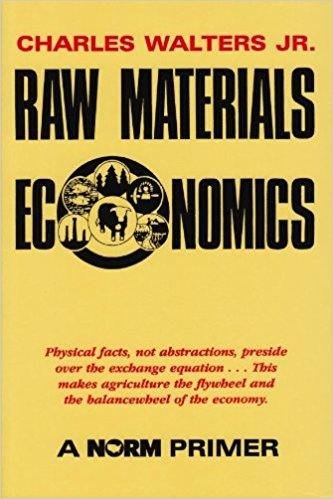 CHARLES WALTERS JR.
RAW MATERIALS
ECONOMICS
Physical facts, not abstractions, preside
over the exchange equation . . . This
makes agriculture the flywheel and
the balancewheel of the economy.
A NORM PRIMER